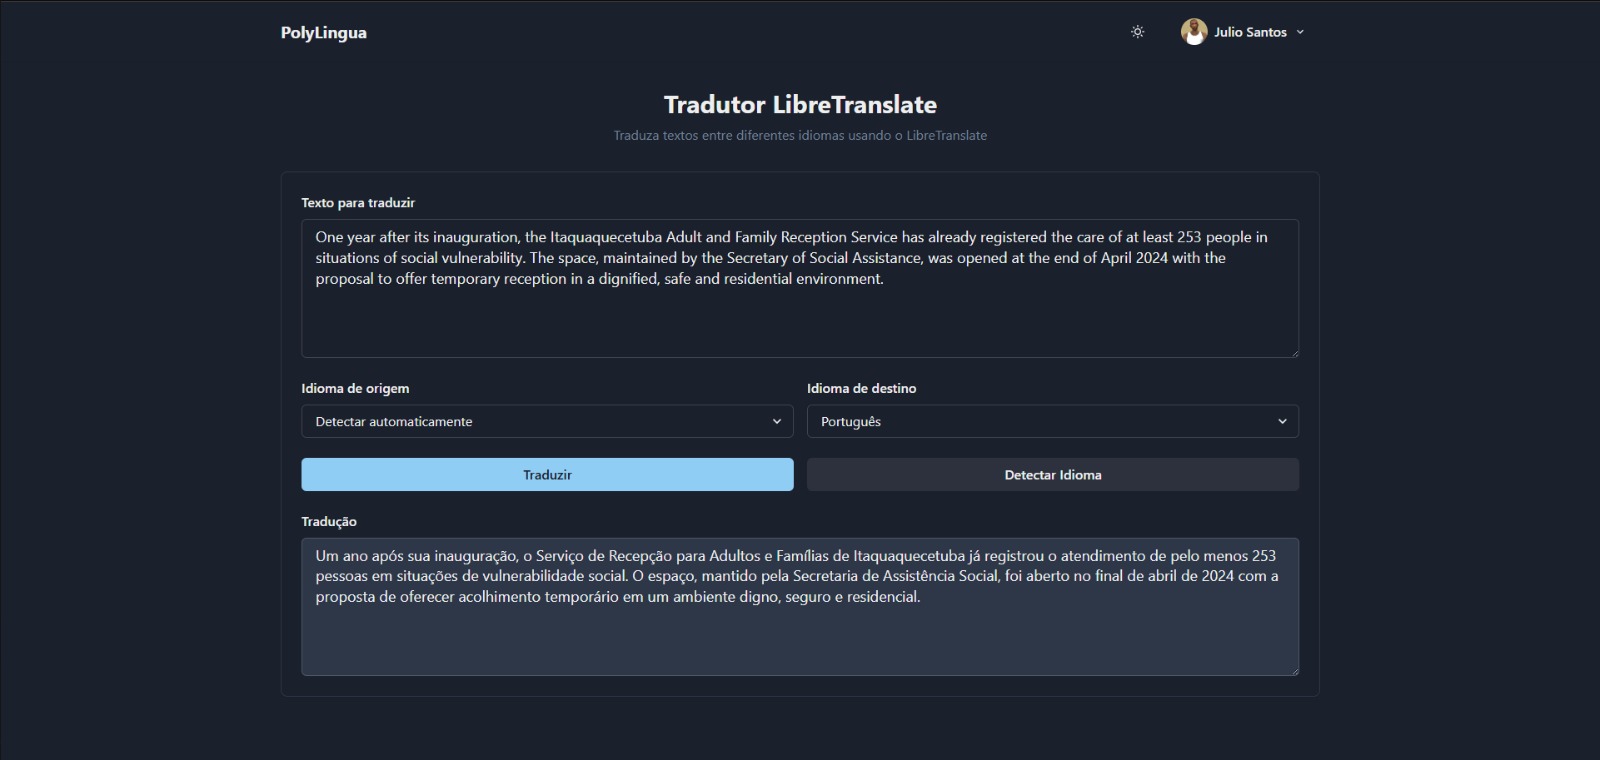 PolyLingua
Julio Santos
Tradutor LibreTranslate
Traduza textos entre diferentes idiomas usando o LibreTranslate
Texto para traduzir
One year after its inauguration, the Itaquaquecetuba Adult and Family Reception Service has already registered the care of at least 253 people in
situations of social vulnerability. The space, maintained by the Secretary of Social Assistance, was opened at the end of April 2024 with the
proposal to offer temporary reception in a dignified, safe and residential environment.
Idioma de origem
Idioma de destino
Detectar automaticamente
Português
Traduzir
Detectar Idioma
Tradução
Um ano após sua inauguração, o Serviço de Recepção para Adultos e Famílias de Itaquaquecetuba já registrou o atendimento de pelo menos 253
pessoas em situações de vulnerabilidade social. O espaço, mantido pela Secretaria de Assistência Social, foi aberto no final de abril de 2024 com a
proposta de oferecer acolhimento temporário em um ambiente digno, seguro e residencial.